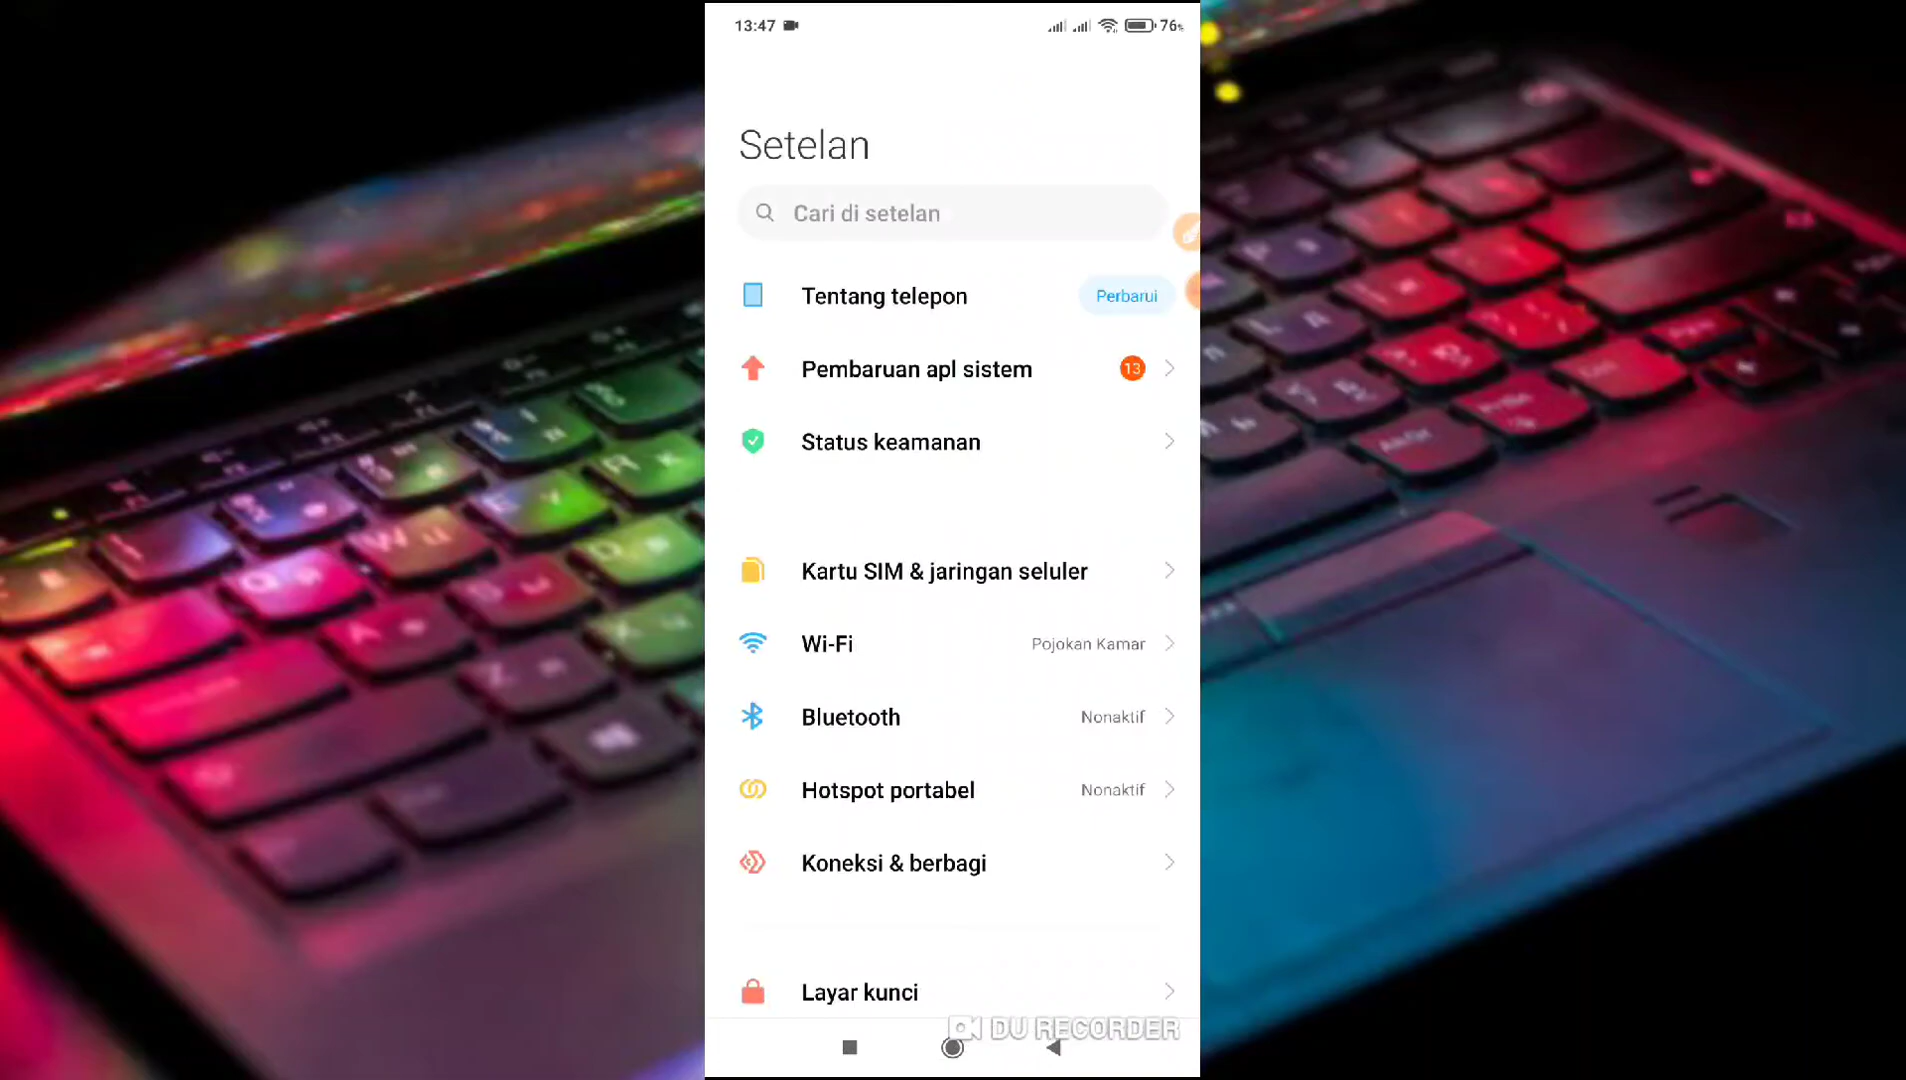 13:47
76%
Setelan
Cari di setelan
Tentang telepon
Perbarui
Pembaruan apl sistem
13
Status keamanan
Kartu SIM & jaringan seluler
Wi-Fi
Pojokan Kamar
Bluetooth
Nonaktif
Hotspot portabel
Nonaktif
Koneksi & berbagi
Layar kunci
DU RECORDER